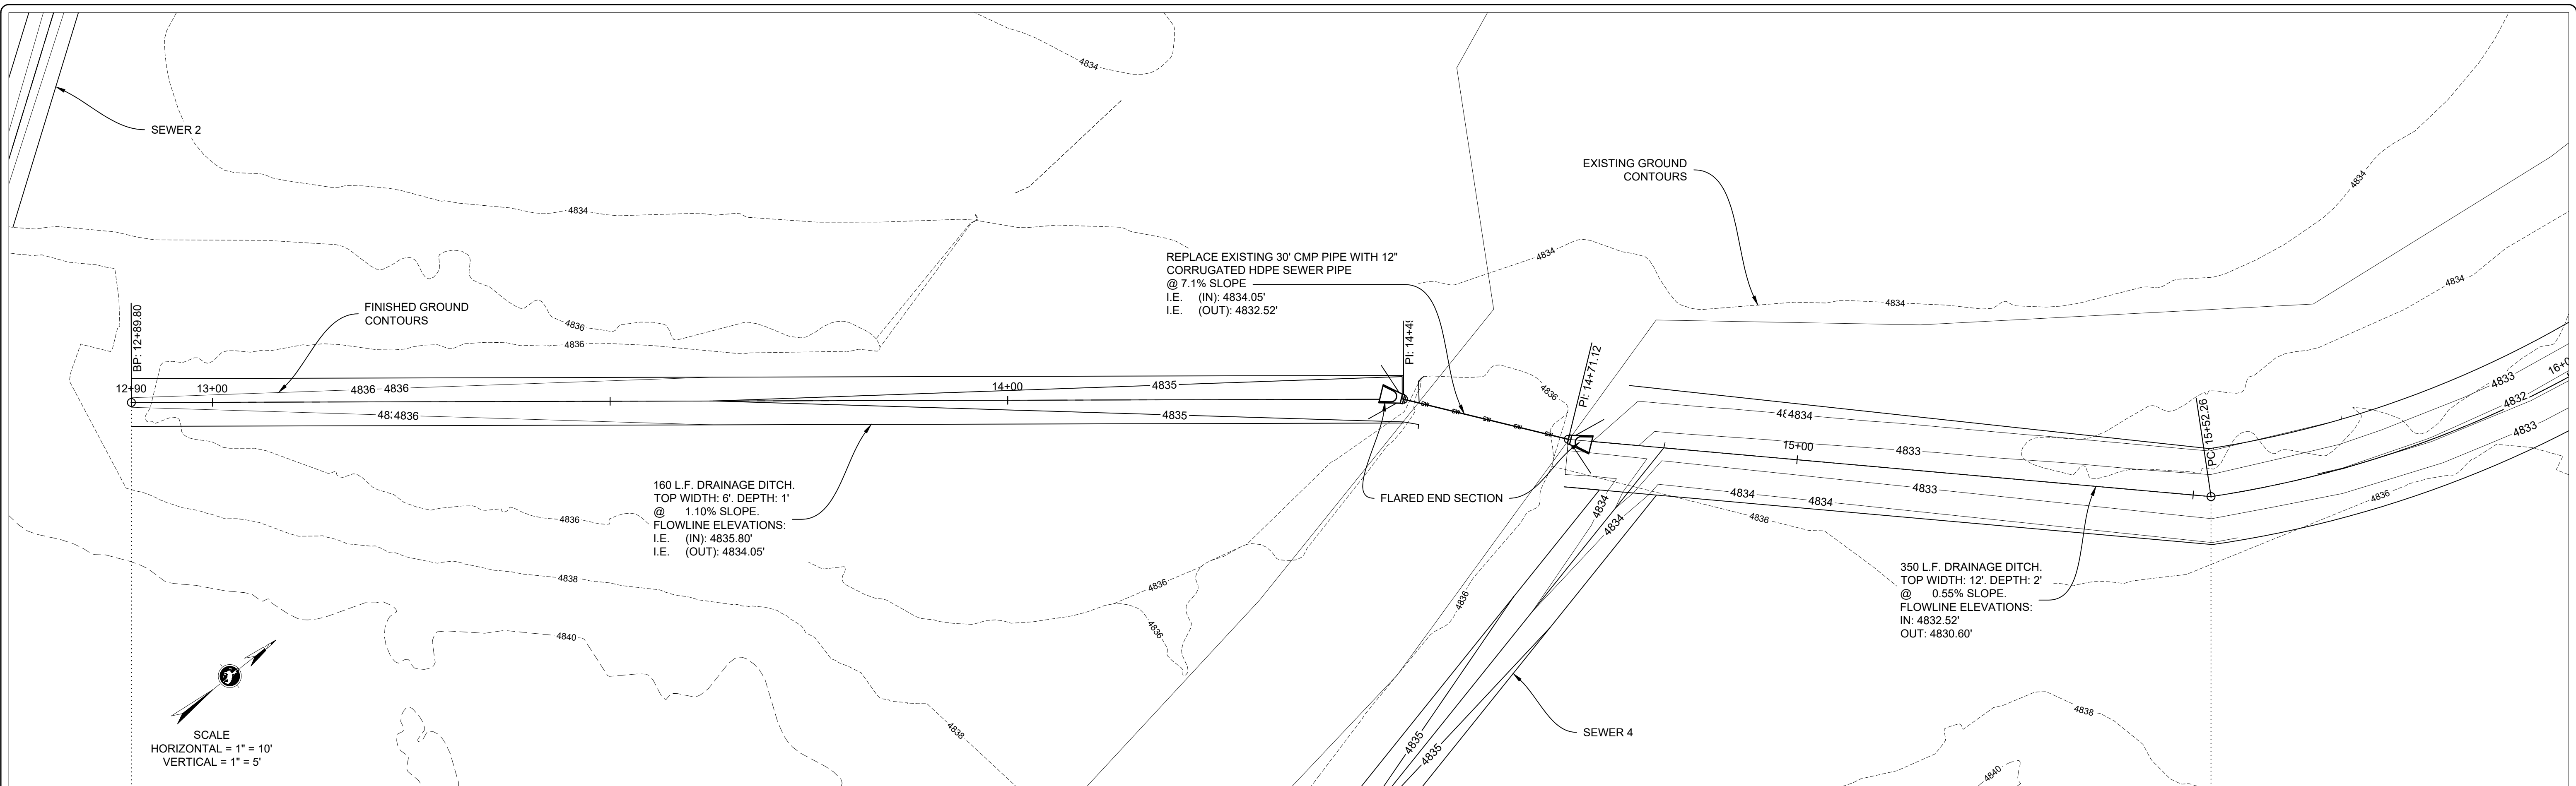 4834
SEWER 2
EXISTING GROUND
CONTOURS
4834
4834
4834
4834
4834
REPLACE EXISTING 30' CMP PIPE WITH 12"
CORRUGATED HDPE SEWER PIPE
@ 7.1% SLOPE
I.E. (IN): 4834.05'
I.E. (OUT): 4832.52'
FINISHED GROUND
CONTOURS
BP: 12+89.80
4836
4836
PI: 14+71.12
12+90
13+00
4836
4836
14+00
4835
4836
4833
4832
4833
4836
4835
4834
15+00
4833
PC: 15+52.26
160 L.F. DRAINAGE DITCH.
TOP WIDTH: 6'. DEPTH: 1'
@ 1.10% SLOPE.
FLOWLINE ELEVATIONS:
I.E. (IN): 4835.80'
I.E. (OUT): 4834.05'
FLARED END SECTION
4834
4834
4833
4834
4834
4836
4836
4836
350 L.F. DRAINAGE DITCH.
TOP WIDTH: 12'. DEPTH: 2'
@ 0.55% SLOPE.
FLOWLINE ELEVATIONS:
IN: 4832.52'
OUT: 4830.60'
4838
4836
4836
4836
4840
SCALE
HORIZONTAL = 1" = 10'
VERTICAL = 1" = 5'
4838
4835
4835
SEWER 4
4838
4840